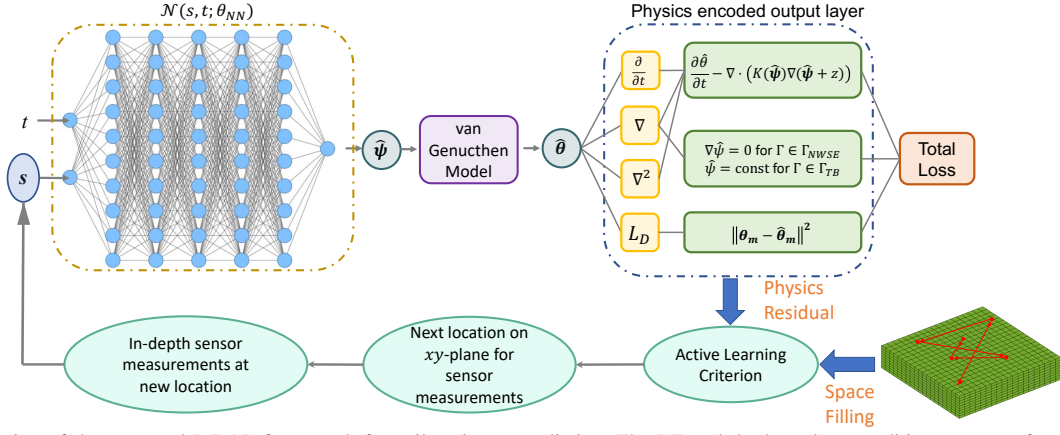 𝒩(s, t; θ_NN)
Physics encoded output layer
t
s
ψ̂
van
Genucthen
Model
θ̂
∂/∂t
∇
∇²
L_D
∂θ̂/∂t − ∇ · (K(ψ̂)∇(ψ̂ + z))
∇ψ̂ = 0 for Γ ∈ Γ_NWSE
ψ̂ = const for Γ ∈ Γ_TB
‖θ_m − θ̂_m‖²
Total
Loss
Physics
Residual
In-depth sensor
measurements at
new location
Next location on
xy-plane for
sensor
measurements
Active Learning
Criterion
Space
Filling